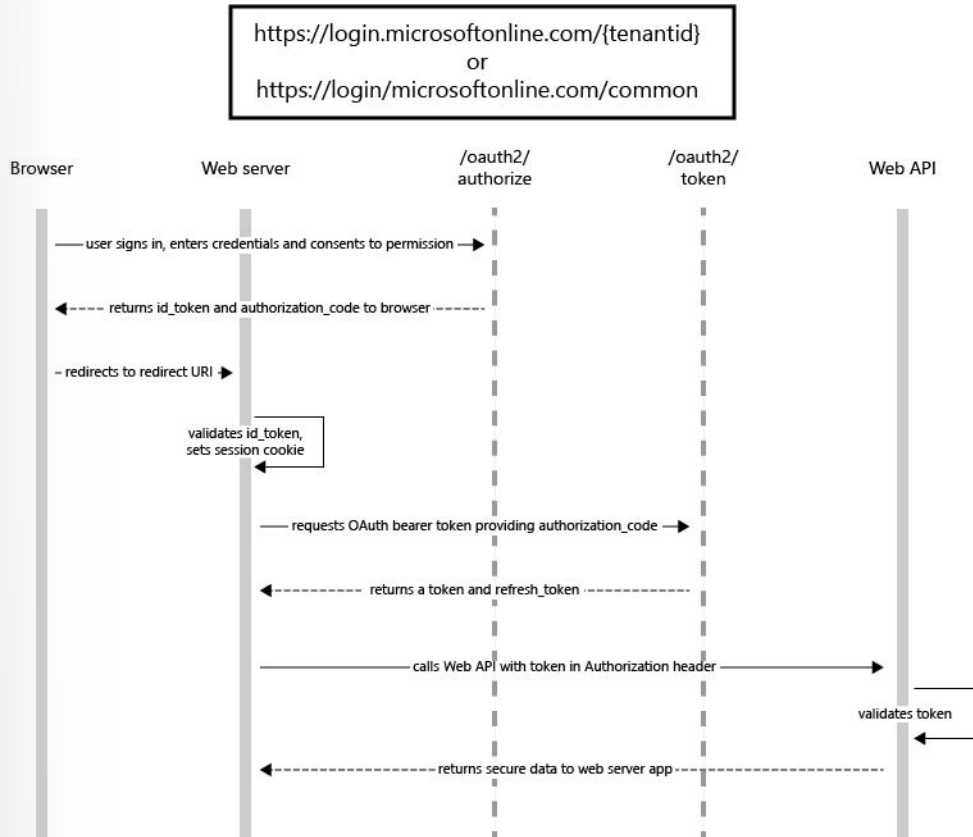 https://login.microsoftonline.com/{tenantid}
or
https://login/microsoftonline.com/common
Browser
Web server
/oauth2/
authorize
/oauth2/
token
Web API
user signs in, enters credentials and consents to permission
returns id_token and authorization_code to browser
redirects to redirect URI
validates id_token,
sets session cookie
requests OAuth bearer token providing authorization_code
returns a token and refresh_token
calls Web API with token in Authorization header
validates token
returns secure data to web server app